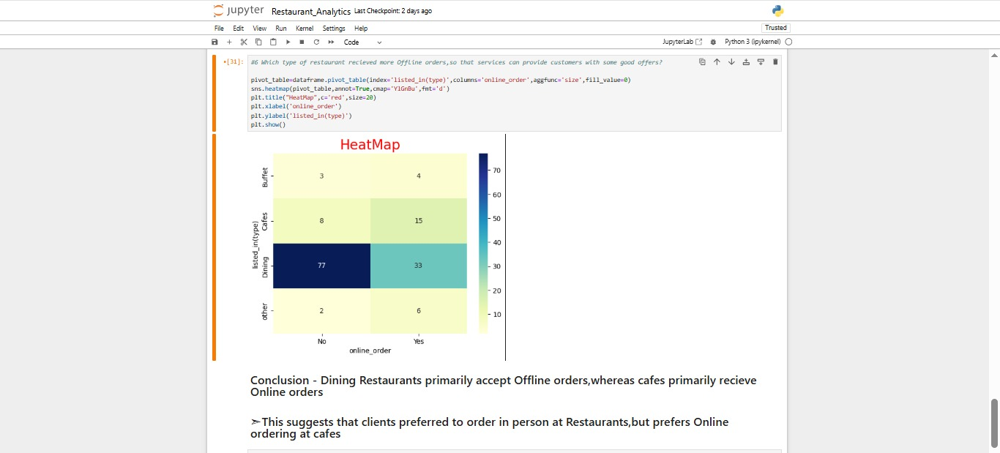 jupyter Restaurant_Analytics Last Checkpoint: 2 days ago
File Edit View Run Kernel Settings Help
Trusted
Code
JupyterLab
Python 3 (ipykernel)
•[31]:
#6 Which type of restaurant recieved more Offline orders,so that services can provide customers with some good offers?
pivot_table=dataframe.pivot_table(index='listed_in(type)',columns='online_order',aggfunc='size',fill_value=0)
sns.heatmap(pivot_table,annot=True,cmap='YlGnBu',fmt='d')
plt.title("HeatMap",c='red',size=20)
plt.xlabel('online_order')
plt.ylabel('listed_in(type)')
plt.show()
HeatMap
listed_in(type)
Buffet
3 4
Cafes
8 15
Dining
77 33
other
2 6
No Yes
online_order
70
60
50
40
30
20
10
Conclusion - Dining Restaurants primarily accept Offline orders,whereas cafes primarily recieve
Online orders
➣This suggests that clients preferred to order in person at Restaurants,but prefers Online
ordering at cafes